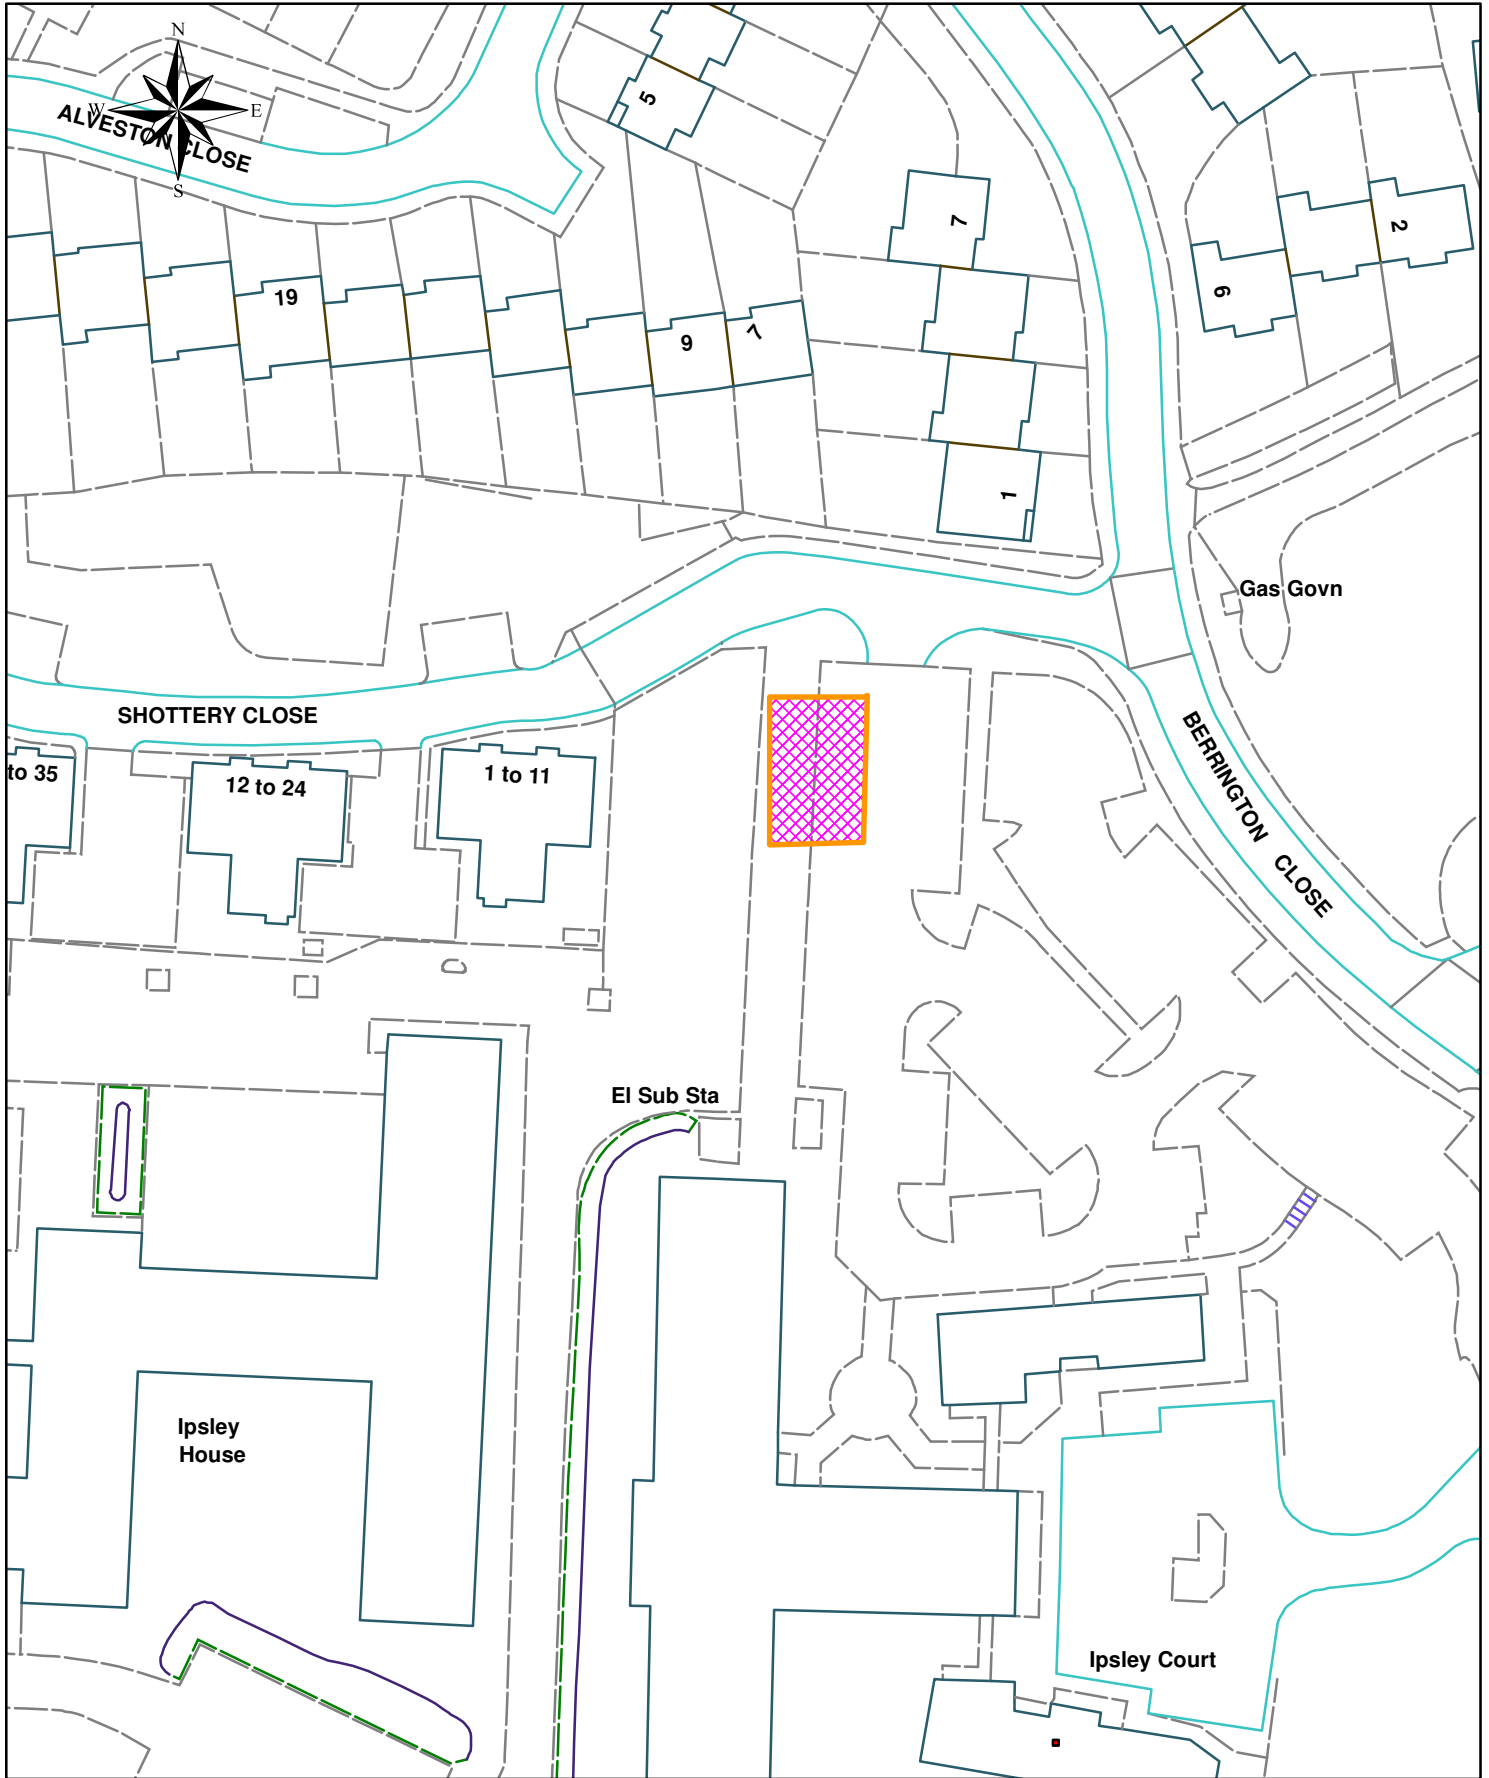 N
W
E
S
ALVESTON CLOSE
5
7
2
6
19
9
7
1
Gas Govn
SHOTTERY CLOSE
BERRINGTON CLOSE
to 35
12 to 24
1 to 11
El Sub Sta
Ipsley
House
Ipsley Court